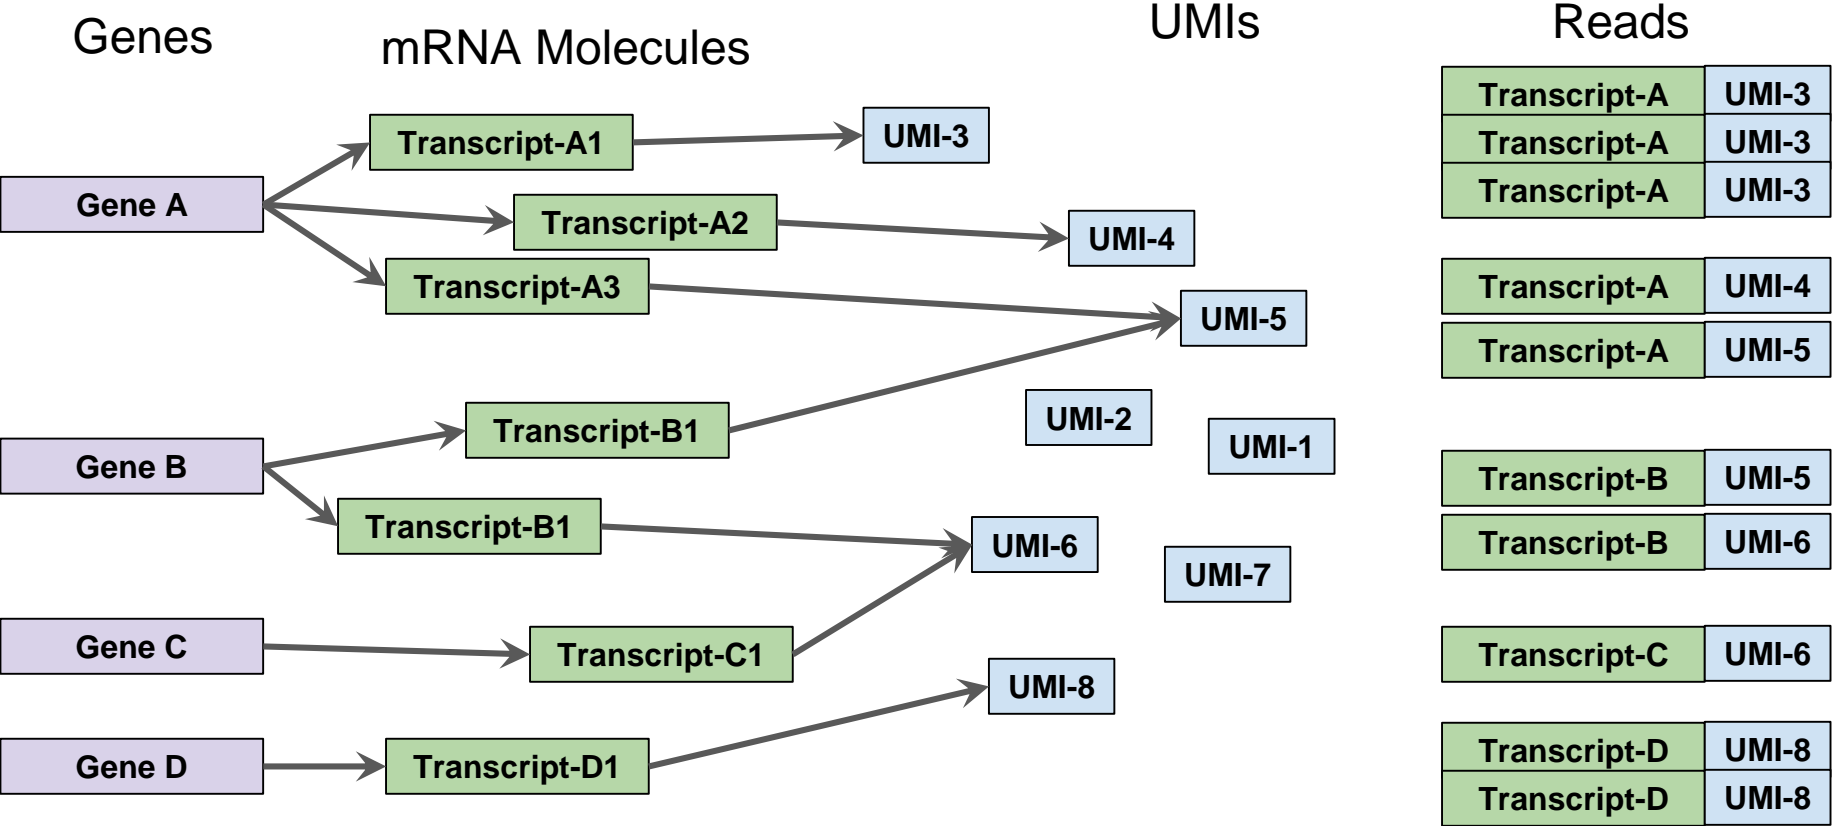 Genes
mRNA Molecules
UMIs
Reads
Transcript-A UMI-3
Transcript-A1 UMI-3
Transcript-A UMI-3
Gene A
Transcript-A UMI-3
Transcript-A2 UMI-4
Transcript-A3
Transcript-A UMI-4
UMI-5
Transcript-A UMI-5
Transcript-B1
UMI-2
UMI-1
Gene B
Transcript-B UMI-5
Transcript-B1 UMI-6
Transcript-B UMI-6
UMI-7
Gene C
Transcript-C1
Transcript-C UMI-6
UMI-8
Gene D
Transcript-D1
Transcript-D UMI-8
Transcript-D UMI-8